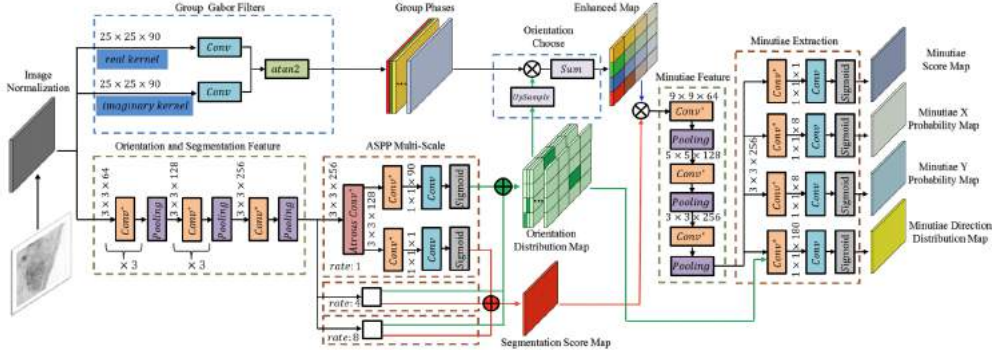 Group Gabor Filters
Group Phases
Enhanced Map
25 × 25 × 90
real kernel
Conv
25 × 25 × 90
imaginary kernel
Conv
atan2
Orientation
Choose
Sum
UpSample
Image
Normalization
Minutiae Extraction
Minutiae Feature
9 × 9 × 64
Conv*
Pooling
5 × 5 × 128
Conv*
Pooling
3 × 3 × 256
Conv*
Pooling
3 × 3 × 256
Conv*
1 × 1 × 1
Conv
Sigmoid
Conv*
1 × 1 × 8
Conv
Sigmoid
Conv*
1 × 1 × 8
Conv
Sigmoid
Conv*
1 × 1 × 180
Conv
Sigmoid
Minutiae
Score Map
Minutiae X
Probability Map
Minutiae Y
Probability Map
Minutiae Direction
Distribution Map
Orientation and Segmentation Feature
3 × 3 × 64
Conv*
× 3
Pooling
3 × 3 × 128
Conv*
× 3
Pooling
3 × 3 × 256
Conv*
Pooling
ASPP Multi-Scale
3 × 3 × 256
Atrous Conv*
3 × 3 × 128
Conv*
1 × 1 × 90
Conv
Sigmoid
Conv*
1 × 1 × 1
Conv
Sigmoid
rate: 1
rate: 4
rate: 8
Orientation
Distribution Map
Segmentation Score Map